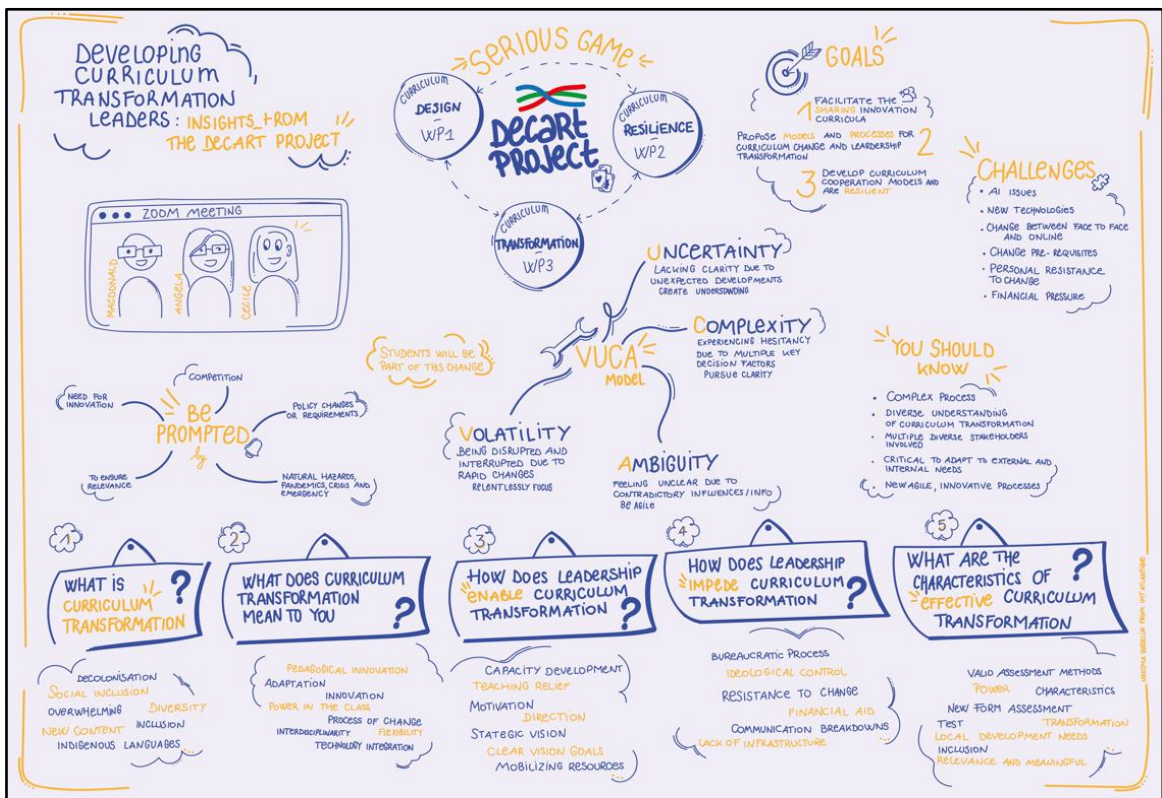 DEVELOPING
CURRICULUM
TRANSFORMATION
LEADERS: INSIGHTS FROM
THE DECART PROJECT
SERIOUS GAME
CURRICULUM
DESIGN
WP1
DECART
PROJECT
CURRICULUM
RESILIENCE
WP2
CURRICULUM
TRANSFORMATION
WP3
GOALS
1 FACILITATE THE
SHARING INNOVATION
CURRICULA
PROPOSE MODELS AND PROCESSES FOR
CURRICULUM CHANGE AND LEARDERSHIP 2
TRANSFORMATION
3 DEVELOP CURRICULUM
COOPERATION MODELS AND
ARE RESILIENT
CHALLENGES
• AI ISSUES
• NEW TECHNOLOGIES
• CHANGE BETWEEN FACE TO FACE
AND ONLINE
• CHANGE PRE-REQUISITES
• PERSONAL RESISTANCE
TO CHANGE
• FINANCIAL PRESSURE
ZOOM MEETING
MACDONALD
ANGELA
CECILE
STUDENTS WILL BE
PART OF THIS CHANGE
VUCA
MODEL
UNCERTAINTY
LACKING CLARITY DUE TO
UNEXPECTED DEVELOPMENTS
CREATE UNDERSTANDING
COMPLEXITY
EXPERIENCING HESITANCY
DUE TO MULTIPLE KEY
DECISION FACTORS
PURSUE CLARITY
VOLATILITY
BEING DISRUPTED AND
INTERRUPTED DUE TO
RAPID CHANGES
RELENTLESSLY FOCUS
AMBIGUITY
FEELING UNCLEAR DUE TO
CONTRADICTORY INFLUENCES/INFO
BE AGILE
YOU SHOULD
KNOW
• COMPLEX PROCESS
• DIVERSE UNDERSTANDING
OF CURRICULUM TRANSFORMATION
• MULTIPLE DIVERSE STAKEHOLDERS
INVOLVED
• CRITICAL TO ADAPT TO EXTERNAL AND
INTERNAL NEEDS
• NEW AGILE, INNOVATIVE PROCESSES
BE
PROMPTED
by
COMPETITION
NEED FOR
INNOVATION
POLICY CHANGES
OR REQUIREMENTS
TO ENSURE
RELEVANCE
NATURAL HAZARDS,
PANDEMICS, CRISIS AND
EMERGENCY
1
WHAT IS
CURRICULUM
TRANSFORMATION ?
DECOLONISATION
SOCIAL INCLUSION
OVERWHELMING DIVERSITY
NEW CONTENT INCLUSION
INDIGENOUS LANGUAGES
2
WHAT DOES CURRICULUM
TRANSFORMATION
MEAN TO YOU ?
PEDAGOGICAL INNOVATION
ADAPTATION
INNOVATION
POWER IN THE CLASS
PROCESS OF CHANGE
INTERDISCIPLINARITY FLEXIBILITY
TECHNOLOGY INTEGRATION
3
HOW DOES LEADERSHIP
ENABLE CURRICULUM
TRANSFORMATION ?
CAPACITY DEVELOPMENT
TEACHING RELIEF
MOTIVATION
DIRECTION
STATEGIC VISION
CLEAR VISION GOALS
MOBILIZING RESOURCES
4
HOW DOES LEADERSHIP
IMPEDE CURRICULUM
TRANSFORMATION ?
BUREAUCRATIC PROCESS
IDEOLOGICAL CONTROL
RESISTANCE TO CHANGE
FINANCIAL AID
COMMUNICATION BREAKDOWNS
LACK OF INFRASTRUCTURE
5
WHAT ARE THE
CHARACTERISTICS OF
EFFECTIVE CURRICULUM
TRANSFORMATION ?
VALID ASSESSMENT METHODS
POWER CHARACTERISTICS
NEW FORM ASSESSMENT
TEST TRANSFORMATION
LOCAL DEVELOPMENT NEEDS
INCLUSION
RELEVANCE AND MEANINGFUL
FROM IMT ATLANTIQUE